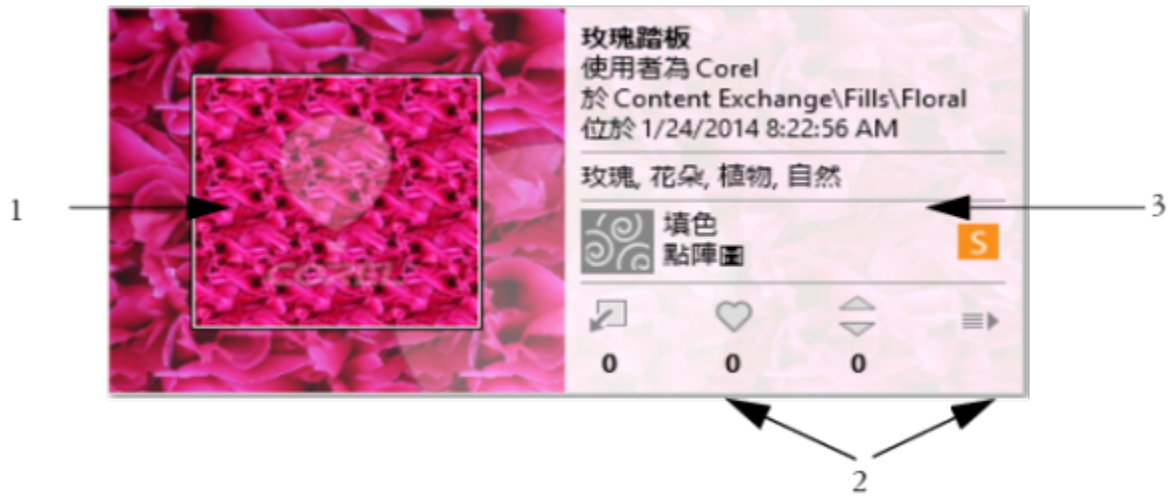 玫瑰踏板
使用者為 Corel
於 Content Exchange\Fills\Floral
位於 1/24/2014 8:22:56 AM
玫瑰, 花朵, 植物, 自然
填色
點陣圖
S
0 0 0
COREL
1
2
3